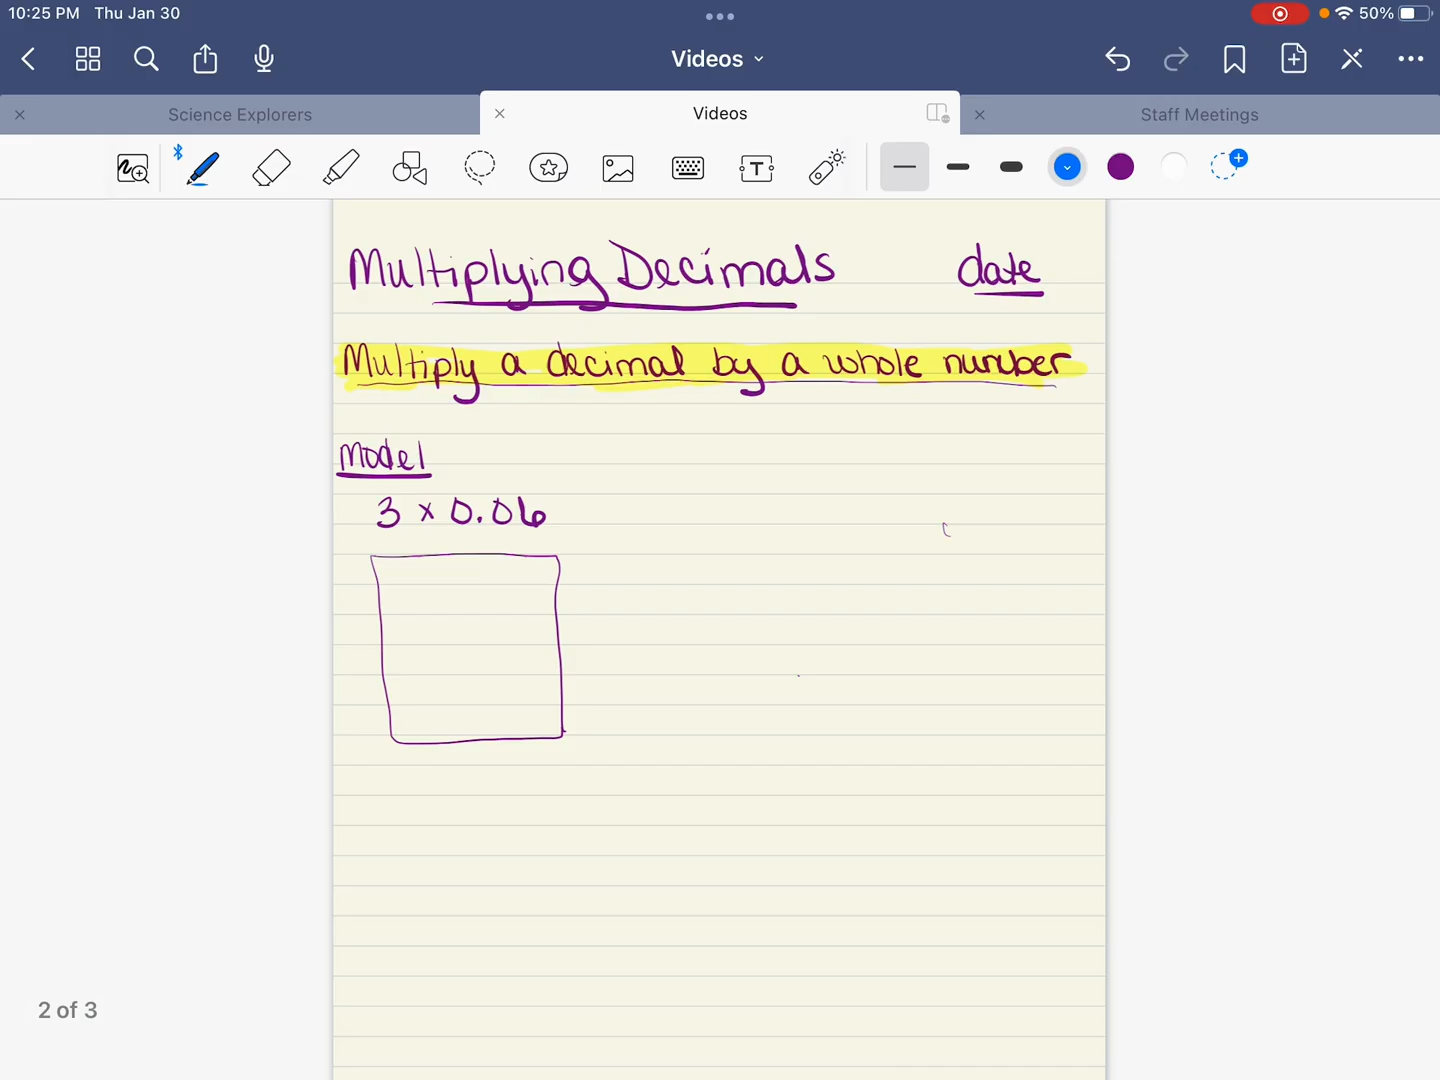 10:25 PM Thu Jan 30
50%
Videos
Science Explorers
Videos
Staff Meetings
T
Multiplying Decimals date
Multiply a decimal by a whole number
Model
3 x 0.06
2 of 3